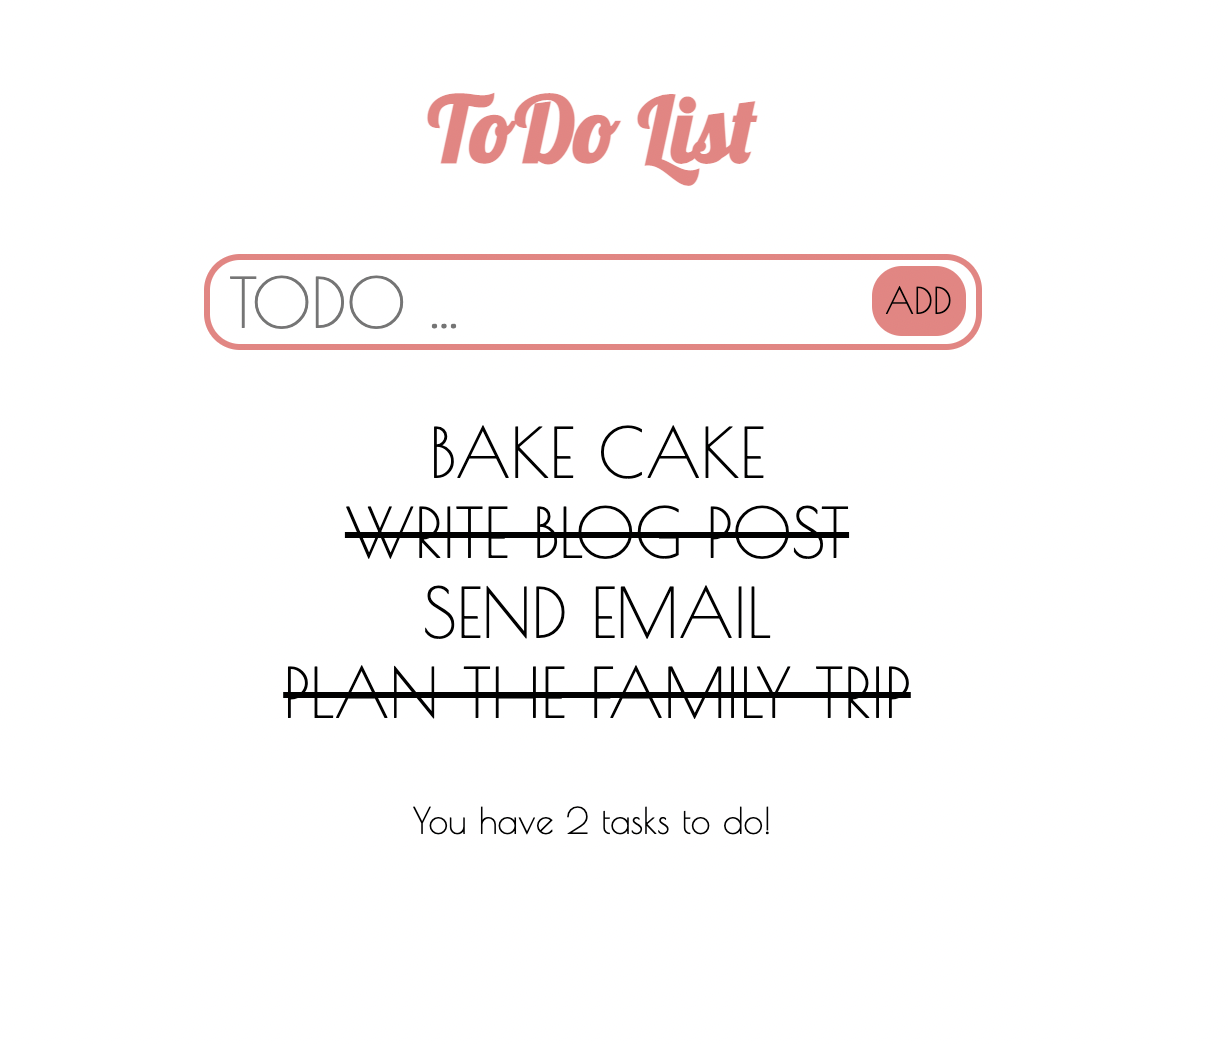 ToDo List
TODO ...
ADD
BAKE CAKE
WRITE BLOG POST
SEND EMAIL
PLAN THE FAMILY TRIP
You have 2 tasks to do!